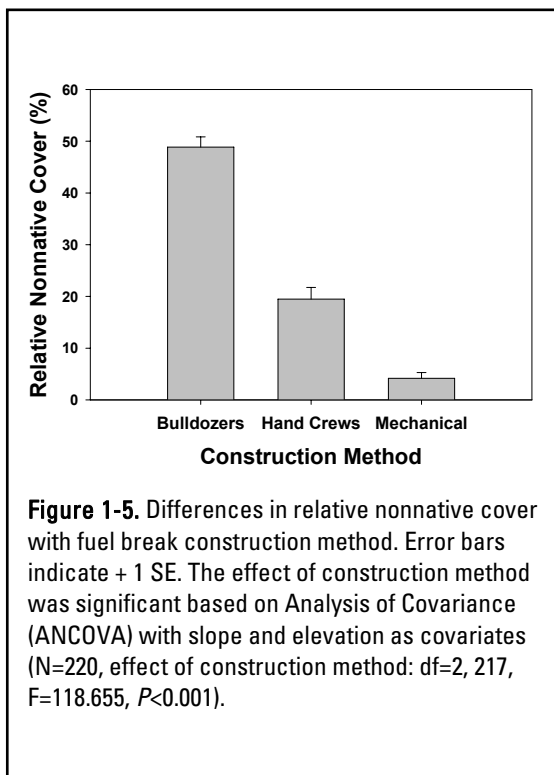 60
50
40
30
20
10
0
Relative Nonnative Cover (%)
Bulldozers Hand Crews Mechanical
Construction Method
Figure 1-5. Differences in relative nonnative cover
with fuel break construction method. Error bars
indicate + 1 SE. The effect of construction method
was significant based on Analysis of Covariance
(ANCOVA) with slope and elevation as covariates
(N=220, effect of construction method: df=2, 217,
F=118.655, P<0.001).